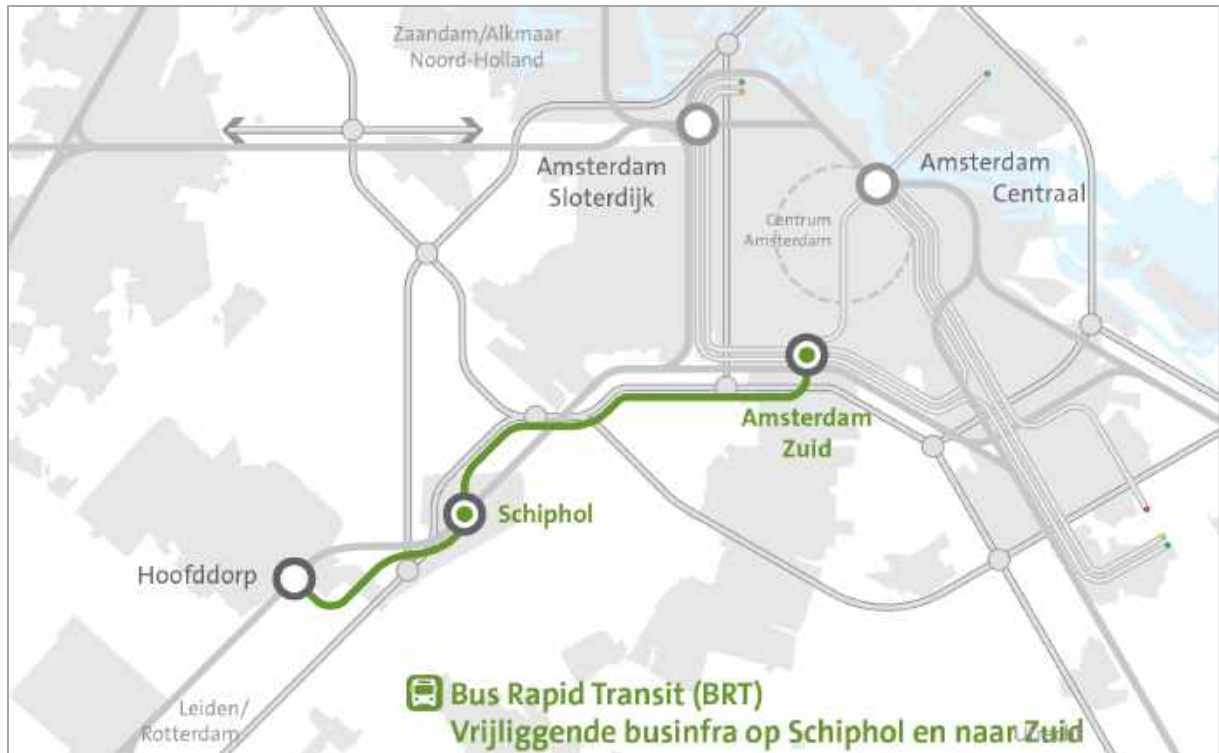 Zaandam/Alkmaar
Noord-Holland
Amsterdam
Sloterdijk
Amsterdam
Centraal
Centrum
Amsterdam
Amsterdam
Zuid
Schiphol
Hoofddorp
Leiden/
Rotterdam
Bus Rapid Transit (BRT)
Vrijliggende businfra op Schiphol en naar Zuid